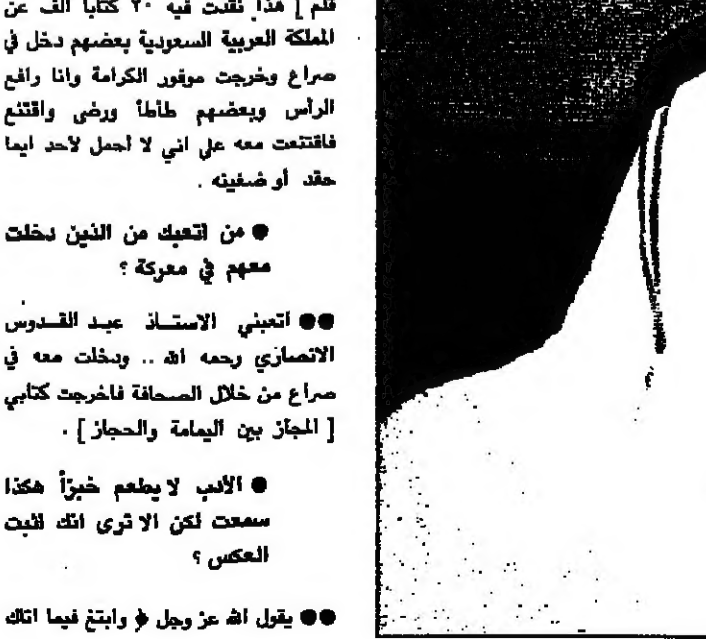 قلم ] هذا نقدت فيه ٢٠ كتابا الف عن
المملكة العربية السعودية بعضهم دخل في
صراع وخرجت موفور الكرامة وانا رافع
الرأس وبعضهم طأطأ ورضى واقتنع
فاقتنعت معه على اني لا أحمل لأحد ايما
حقد أو ضغينه .
● من اتعبك من الذين دخلت
معهم في معركة ؟
●● اتعبني الاستاذ عبد القدوس
الانصاري رحمه الله .. ودخلت معه في
صراع من خلال الصحافة فاخرجت كتابي
[ المجاز بين اليمامة والحجاز ] .
● الأدب لا يطعم خبزاً هكذا
سمعت لكن الا ترى انك اثبت
العكس ؟
●● يقول الله عز وجل ﴿ وابتغ فيما اتاك